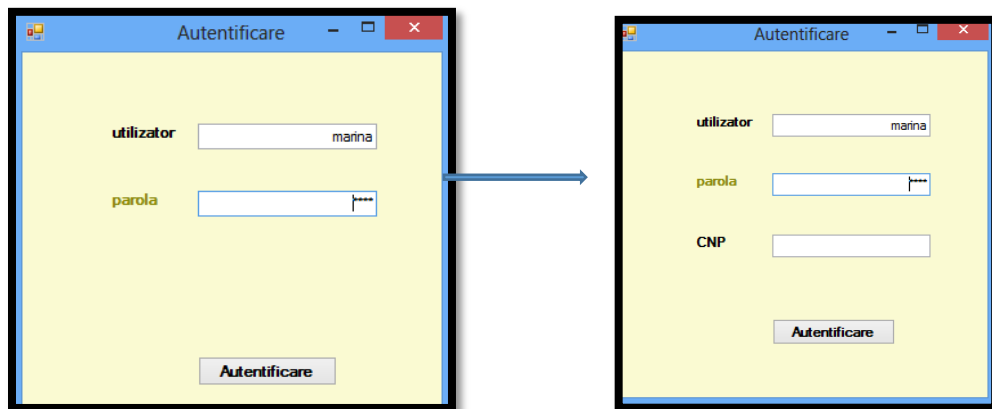 Autentificare
utilizator marina
parola ****
Autentificare
Autentificare
utilizator marina
parola ****
CNP
Autentificare